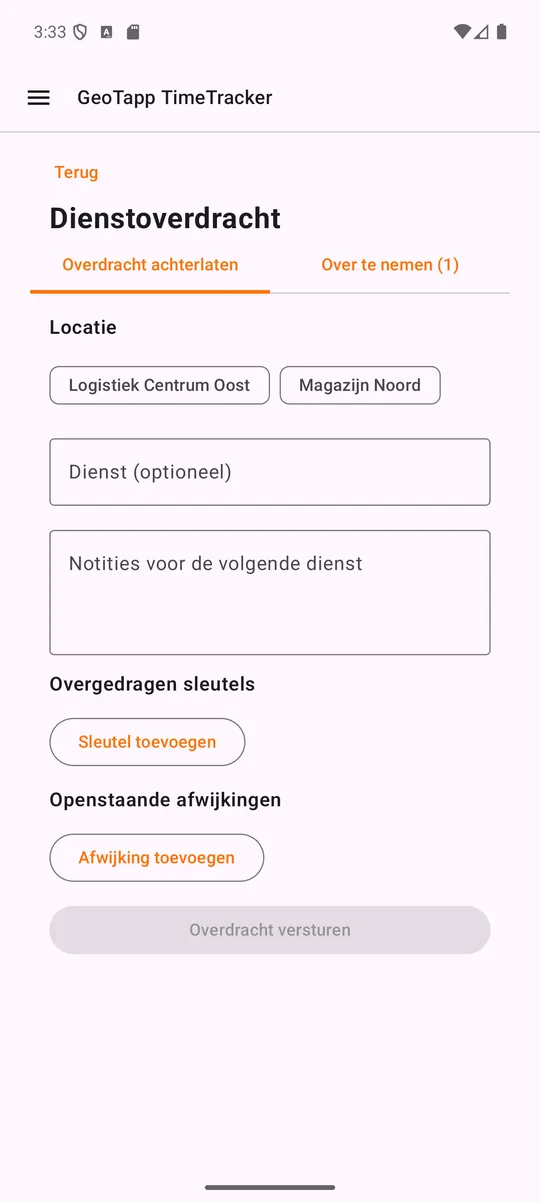 3:33
GeoTapp TimeTracker
Terug
Dienstoverdracht
Overdracht achterlaten
Over te nemen (1)
Locatie
Logistiek Centrum Oost
Magazijn Noord
Dienst (optioneel)
Notities voor de volgende dienst
Overgedragen sleutels
Sleutel toevoegen
Openstaande afwijkingen
Afwijking toevoegen
Overdracht versturen